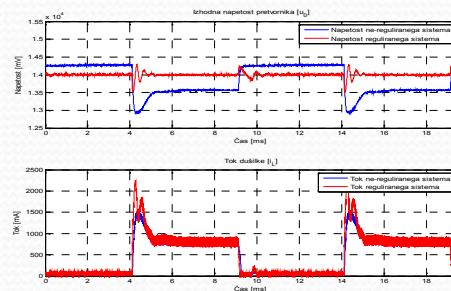 Izhodna napetost pretvornika [u_D]
x 10^4
1.55
1.5
1.45
1.4
1.35
1.3
1.25
Napetost [mV]
Napetost ne-reguliranega sistema
Napetost reguliranega sistema
0 2 4 6 8 10 12 14 16 18
Čas [ms]
Tok dušilke [i_L]
2500
2000
1500
1000
500
0
Tok [mA]
Tok ne-reguliranega sistema
Tok reguliranega sistema
0 2 4 6 8 10 12 14 16 18
Čas [ms]